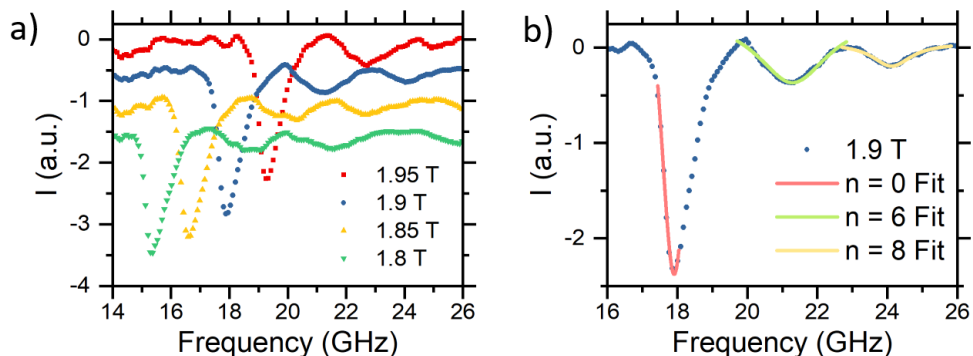 a)
I (a.u.)
0
-1
-2
-3
-4
1.95 T
1.9 T
1.85 T
1.8 T
14 16 18 20 22 24 26
Frequency (GHz)
b)
I (a.u.)
0
-1
-2
1.9 T
n = 0 Fit
n = 6 Fit
n = 8 Fit
16 18 20 22 24 26
Frequency (GHz)